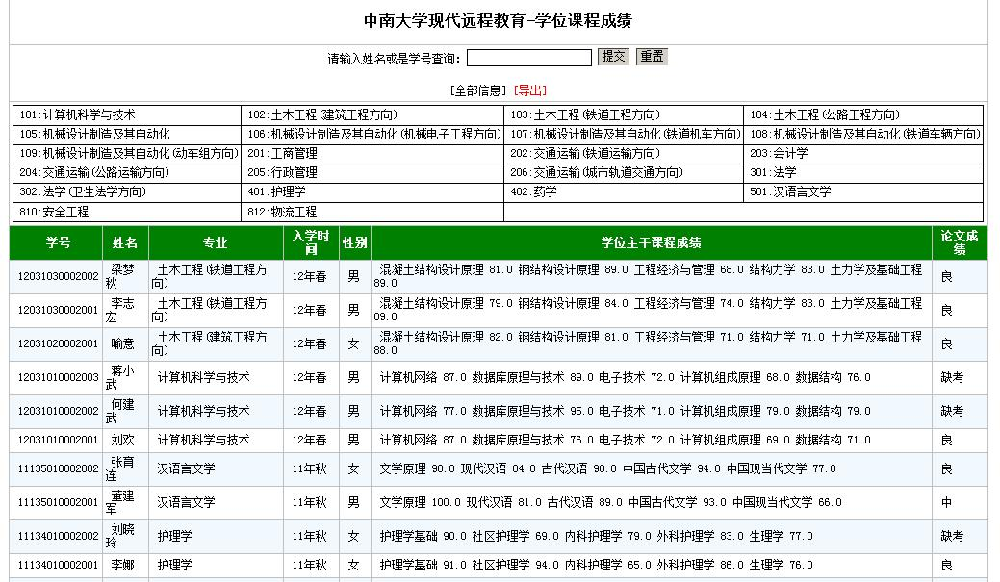 中南大学现代远程教育-学位课程成绩
请输入姓名或是学号查询： 提交 重置
[全部信息] [导出]
101:计算机科学与技术 102:土木工程(建筑工程方向) 103:土木工程(铁道工程方向) 104:土木工程(公路工程方向)
105:机械设计制造及其自动化 106:机械设计制造及其自动化(机械电子工程方向) 107:机械设计制造及其自动化(铁道机车方向) 108:机械设计制造及其自动化(铁道车辆方向)
109:机械设计制造及其自动化(动车组方向) 201:工商管理 202:交通运输(铁道运输方向) 203:会计学
204:交通运输(公路运输方向) 205:行政管理 206:交通运输(城市轨道交通方向) 301:法学
302:法学(卫生法学方向) 401:护理学 402:药学 501:汉语言文学
810:安全工程 812:物流工程
学号 姓名 专业 入学时间 性别 学位主干课程成绩 论文成绩
12031030002002 梁梦秋 土木工程(铁道工程方向) 12年春 男 混凝土结构设计原理 81.0 钢结构设计原理 89.0 工程经济与管理 68.0 结构力学 83.0 土力学及基础工程 89.0 良
12031030002001 李志宏 土木工程(铁道工程方向) 12年春 男 混凝土结构设计原理 79.0 钢结构设计原理 84.0 工程经济与管理 74.0 结构力学 83.0 土力学及基础工程 89.0 良
12031020002001 喻意 土木工程(建筑工程方向) 12年春 女 混凝土结构设计原理 82.0 钢结构设计原理 81.0 工程经济与管理 71.0 结构力学 71.0 土力学及基础工程 88.0 良
12031010002003 蒋小武 计算机科学与技术 12年春 男 计算机网络 87.0 数据库原理与技术 89.0 电子技术 72.0 计算机组成原理 68.0 数据结构 76.0 缺考
12031010002002 何建武 计算机科学与技术 12年春 男 计算机网络 77.0 数据库原理与技术 95.0 电子技术 71.0 计算机组成原理 79.0 数据结构 79.0 缺考
12031010002001 刘欢 计算机科学与技术 12年春 男 计算机网络 87.0 数据库原理与技术 76.0 电子技术 72.0 计算机组成原理 69.0 数据结构 71.0 良
11135010002002 张育连 汉语言文学 11年秋 女 文学原理 98.0 现代汉语 84.0 古代汉语 90.0 中国古代文学 94.0 中国现当代文学 77.0 良
11135010002001 董建军 汉语言文学 11年秋 男 文学原理 100.0 现代汉语 81.0 古代汉语 89.0 中国古代文学 93.0 中国现当代文学 66.0 中
11134010002002 刘晓玲 护理学 11年秋 女 护理学基础 90.0 社区护理学 69.0 内科护理学 79.0 外科护理学 83.0 生理学 77.0 缺考
11134010002001 李娜 护理学 11年秋 女 护理学基础 91.0 社区护理学 94.0 内科护理学 65.0 外科护理学 86.0 生理学 76.0 良